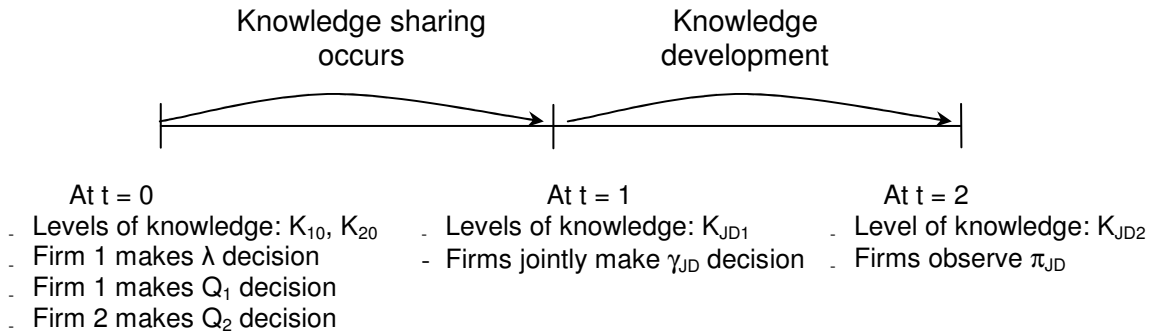 Knowledge sharing
occurs
Knowledge
development
At t = 0
- Levels of knowledge: K10, K20
- Firm 1 makes λ decision
- Firm 1 makes Q1 decision
- Firm 2 makes Q2 decision
At t = 1
- Levels of knowledge: KJD1
- Firms jointly make γJD decision
At t = 2
- Level of knowledge: KJD2
- Firms observe πJD